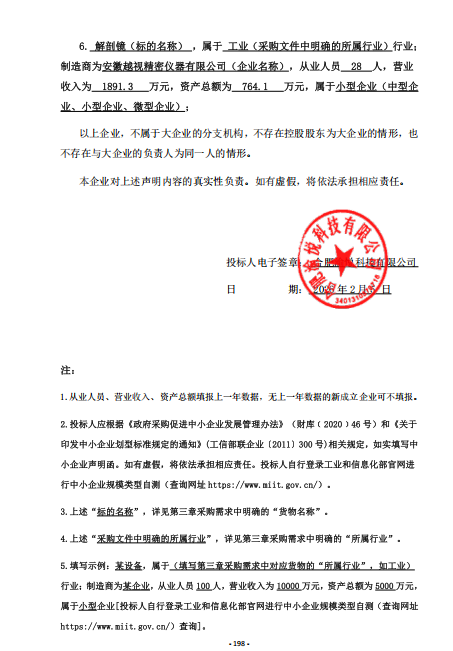 6. 解剖镜（标的名称） ，属于 工业（采购文件中明确的所属行业）行业；
制造商为安徽越视精密仪器有限公司（企业名称），从业人员 28 人，营业
收入为 1891.3 万元，资产总额为 764.1 万元，属于小型企业（中型企
业、小型企业、微型企业）；
以上企业，不属于大企业的分支机构，不存在控股股东为大企业的情形，也
不存在与大企业的负责人为同一人的情形。
本企业对上述声明内容的真实性负责。如有虚假，将依法承担相应责任。
投标人电子签章：合肥 悦科技有限公司
日 期： 年 2 月 日
注：
1.从业人员、营业收入、资产总额填报上一年数据，无上一年数据的新成立企业可不填报。
2.投标人应根据《政府采购促进中小企业发展管理办法》（财库﹝2020﹞46 号）和《关于
印发中小企业划型标准规定的通知》(工信部联企业〔2011〕300 号)相关规定，如实填写中
小企业声明函。如有虚假，将依法承担相应责任。投标人自行登录工业和信息化部官网进
行中小企业规模类型自测（查询网址 https://www.miit.gov.cn/）。
3.上述“标的名称”，详见第三章采购需求中明确的“货物名称”。
4.上述“采购文件中明确的所属行业”，详见第三章采购需求中明确的“所属行业”。
5.填写示例：某设备，属于（填写第三章采购需求中对应货物的“所属行业”，如工业）
行业；制造商为某企业，从业人员 100 人，营业收入为 10000 万元，资产总额为 5000 万元，
属于小型企业[投标人自行登录工业和信息化部官网进行中小企业规模类型自测（查询网址
https://www.miit.gov.cn/）查询]。
- 198 -